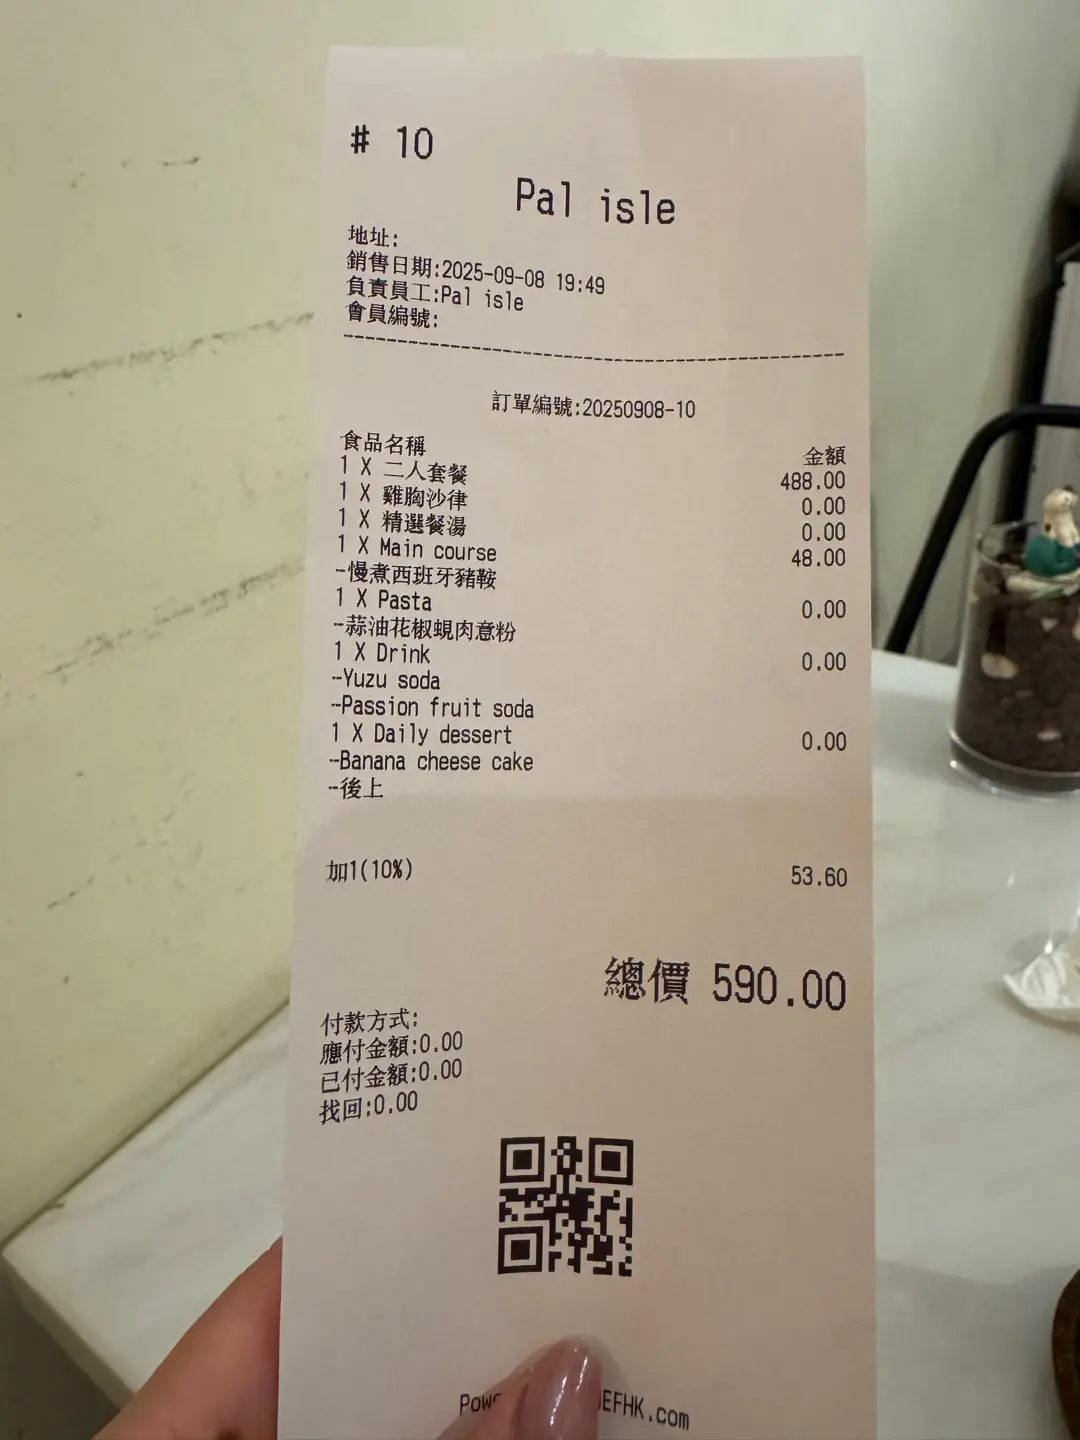 # 10
Pal isle
地址:
銷售日期:2025-09-08 19:49
負責員工:Pal isle
會員編號:
訂單編號:20250908-10
食品名稱 金額
1 X 二人套餐 488.00
1 X 雞胸沙律 0.00
1 X 精選餐湯 0.00
1 X Main course 48.00
-慢煮西班牙豬鞍
1 X Pasta 0.00
-蒜油花椒蜆肉意粉
1 X Drink 0.00
-Yuzu soda
-Passion fruit soda
1 X Daily dessert 0.00
-Banana cheese cake
-後上
加1(10%) 53.60
總價 590.00
付款方式:
應付金額:0.00
已付金額:0.00
找回:0.00
EFHK.com